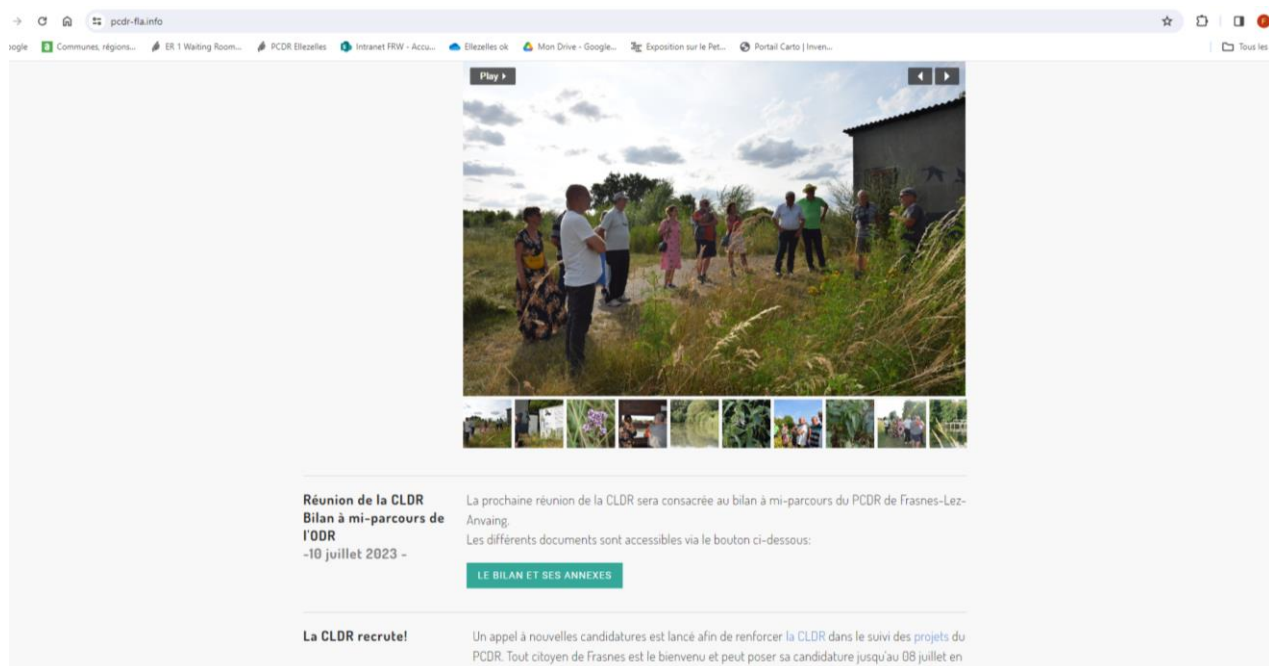 pcdr-fla.info
Communes, régions... ER 1 Waiting Room... PCDR Ellezelles Intranet FRW - Accu... Ellezelles ok Mon Drive - Google... Exposition sur le Pet... Portail Carto | Inven... Tous les
Play
Réunion de la CLDR
Bilan à mi-parcours de
l'ODR
-10 juillet 2023 -
La prochaine réunion de la CLDR sera consacrée au bilan à mi-parcours du PCDR de Frasnes-Lez-
Anvaing.
Les différents documents sont accessibles via le bouton ci-dessous:
LE BILAN ET SES ANNEXES
La CLDR recrute!
Un appel à nouvelles candidatures est lancé afin de renforcer la CLDR dans le suivi des projets du
PCDR. Tout citoyen de Frasnes est le bienvenu et peut poser sa candidature jusqu'au 08 juillet en